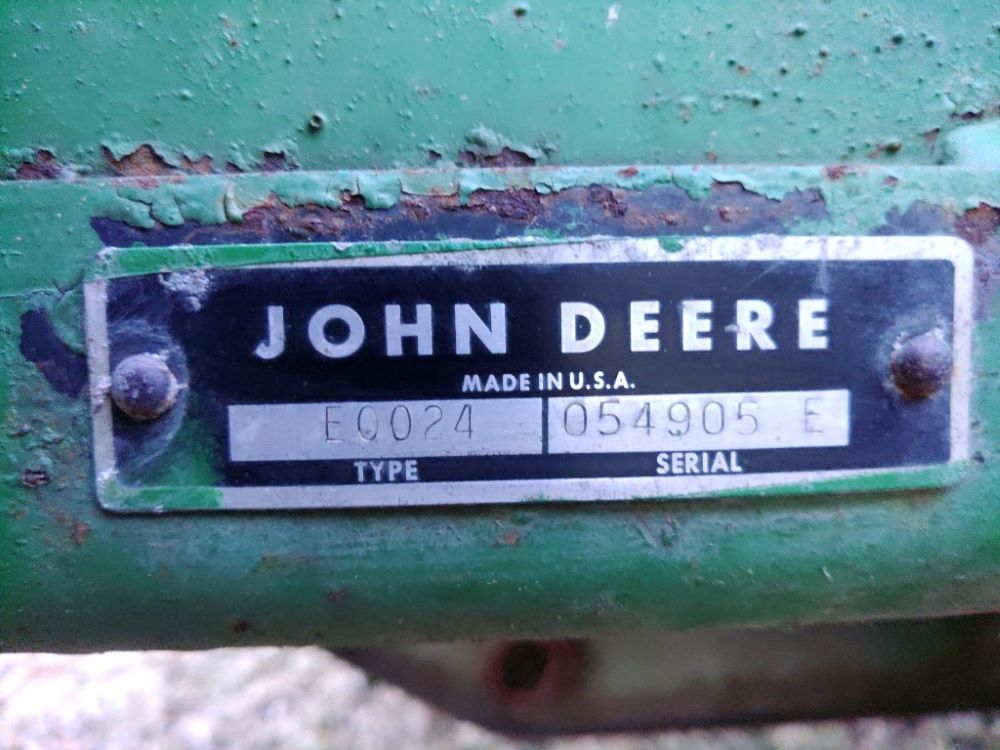 JOHN DEERE
MADE IN U.S.A.
E0024 054905 E
TYPE SERIAL